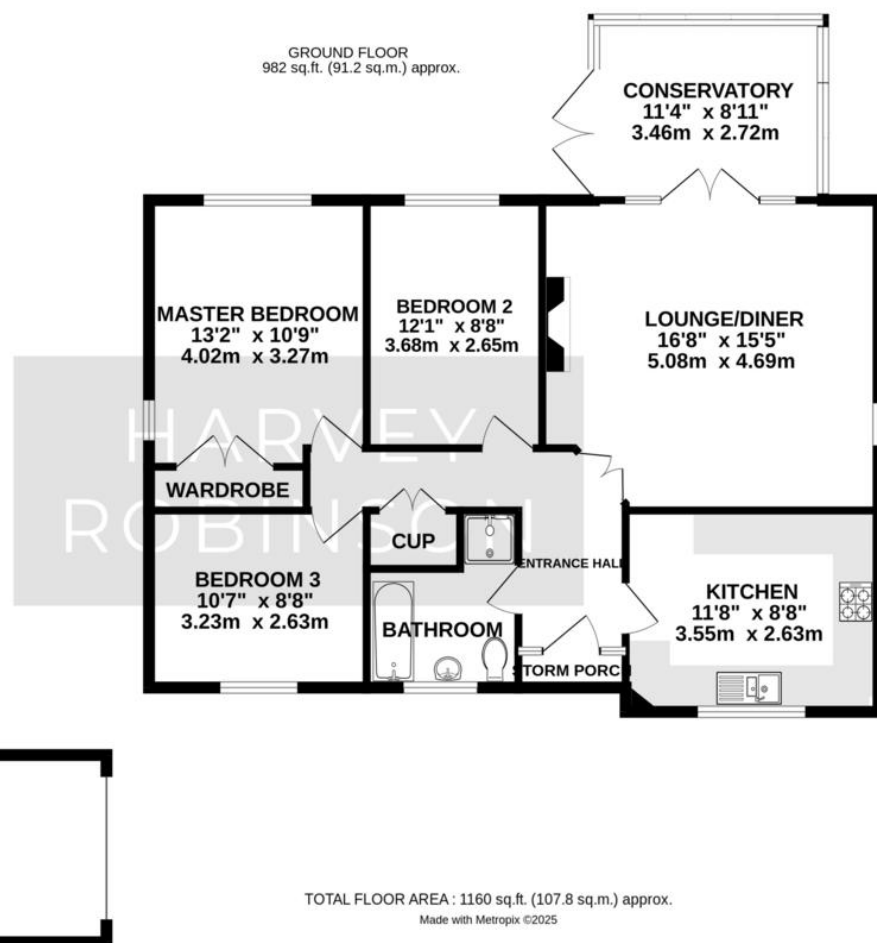 GROUND FLOOR
982 sq.ft. (91.2 sq.m.) approx.
CONSERVATORY
11'4" x 8'11"
3.46m x 2.72m
MASTER BEDROOM
13'2" x 10'9"
4.02m x 3.27m
BEDROOM 2
12'1" x 8'8"
3.68m x 2.65m
LOUNGE/DINER
16'8" x 15'5"
5.08m x 4.69m
HARVEY
ROBINSON
WARDROBE
CUP
ENTRANCE HALL
BEDROOM 3
10'7" x 8'8"
3.23m x 2.63m
BATHROOM
KITCHEN
11'8" x 8'8"
3.55m x 2.63m
STORM PORCH
TOTAL FLOOR AREA : 1160 sq.ft. (107.8 sq.m.) approx.
Made with Metropix ©2025